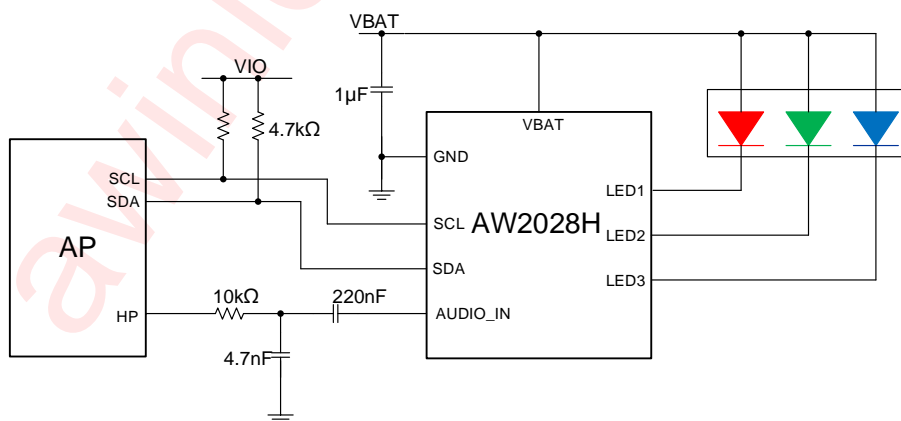 VBAT
VIO
1µF
4.7kΩ
VBAT
GND
SCL
SDA
LED1
AP
SCL
AW2028H
LED2
SDA
LED3
10kΩ
220nF
HP
AUDIO_IN
4.7nF
awinic